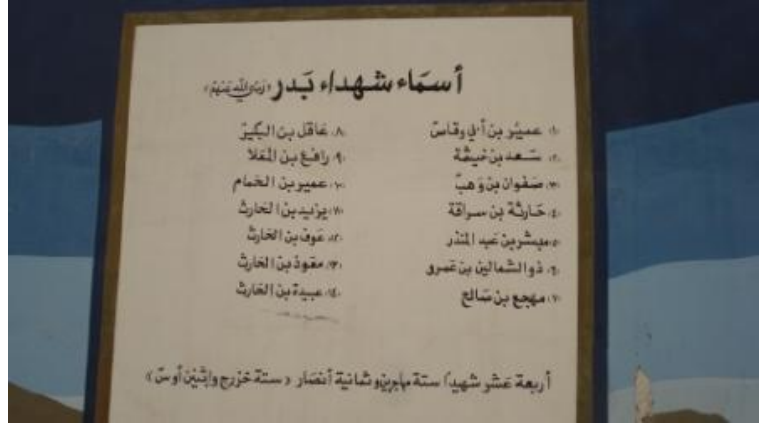 أسماء شهداء بدر «رضي الله عنهم»
١- عمير بن أبي وقاص
٢- سعد بن خيثمة
٣- صفوان بن وهب
٤- حارثة بن سراقة
٥- مبشر بن عبد المنذر
٦- ذو الشمالين بن عمرو
٧- مهجع بن صالح
٨- عاقل بن البكير
٩- رافع بن المعلا
١٠- عمير بن الحمام
١١- يزيد بن الحارث
١٢- عوف بن الحارث
١٣- معوذ بن الحارث
١٤- عبيدة بن الحارث
أربعة عشر شهيداً ستة مهاجرين وثمانية أنصار «ستة خزرج واثنين أوس»